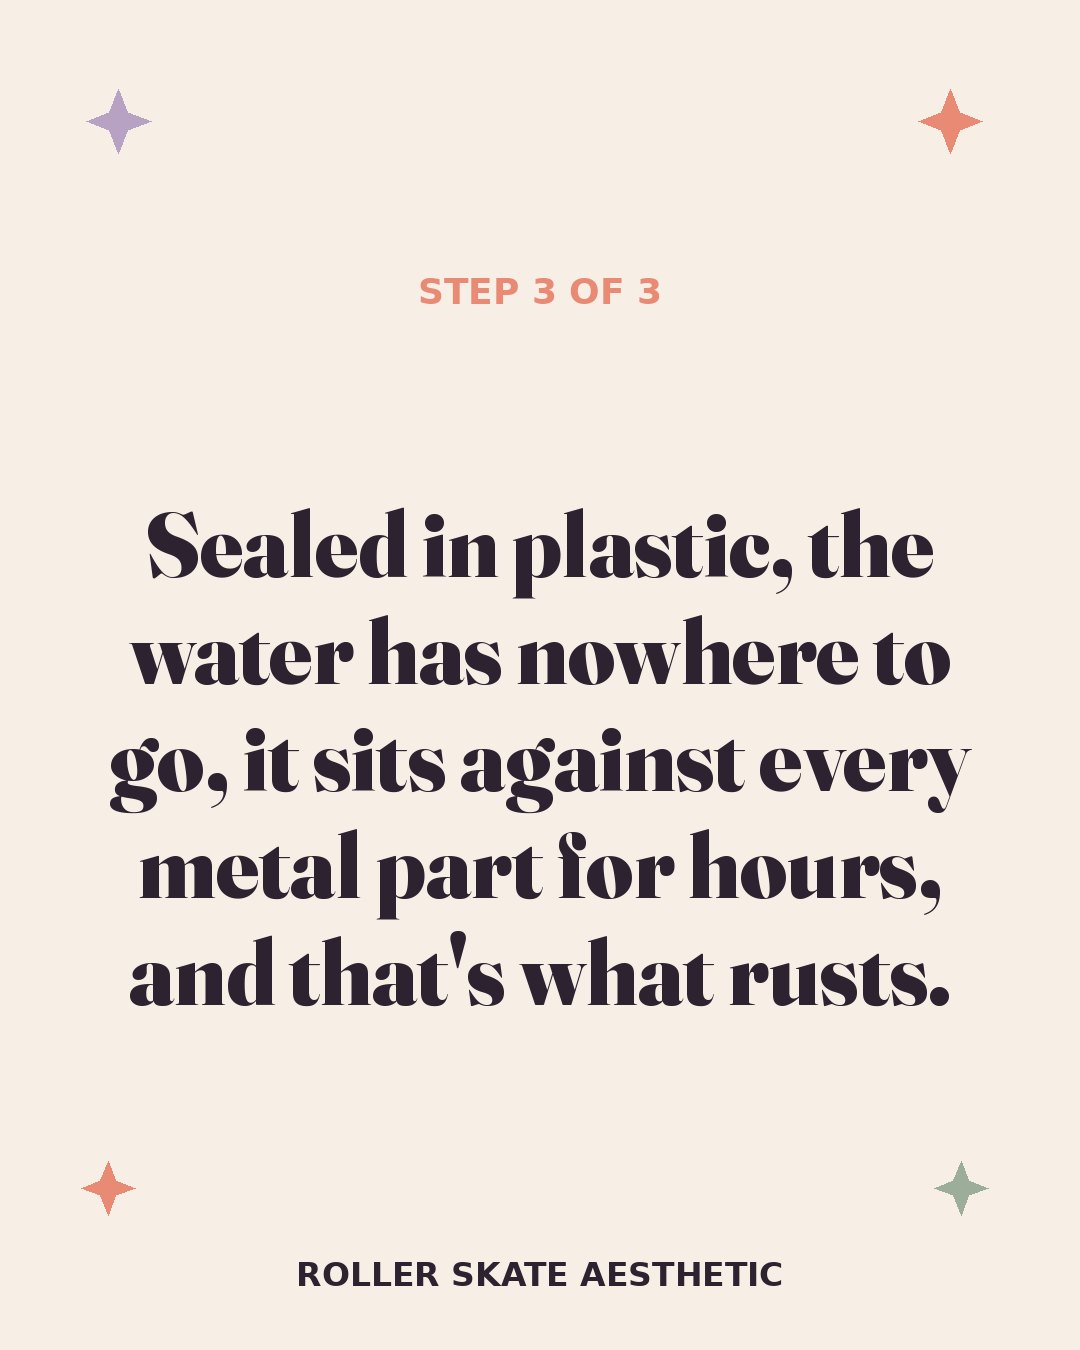 STEP 3 OF 3
Sealed in plastic, the
water has nowhere to
go, it sits against every
metal part for hours,
and that's what rusts.
ROLLER SKATE AESTHETIC